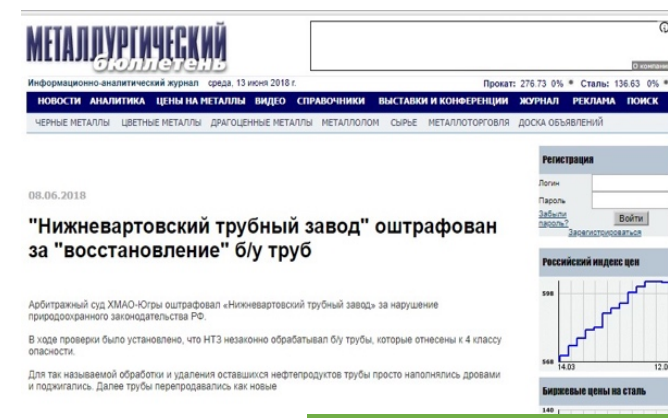 МЕТАЛЛУРГИЧЕСКИЙ
бюллетень
О компании
Информационно-аналитический журнал среда, 13 июня 2018 г. Прокат: 276.73 0% * Сталь: 136.63 0% *
НОВОСТИ АНАЛИТИКА ЦЕНЫ НА МЕТАЛЛЫ ВИДЕО СПРАВОЧНИКИ ВЫСТАВКИ И КОНФЕРЕНЦИИ ЖУРНАЛ РЕКЛАМА ПОИСК
ЧЕРНЫЕ МЕТАЛЛЫ ЦВЕТНЫЕ МЕТАЛЛЫ ДРАГОЦЕННЫЕ МЕТАЛЛЫ МЕТАЛЛОЛОМ СЫРЬЕ МЕТАЛЛОТОРГОВЛЯ ДОСКА ОБЪЯВЛЕНИЙ
08.06.2018
"Нижневартовский трубный завод" оштрафован
за "восстановление" б/у труб
Арбитражный суд ХМАО-Югры оштрафовал «Нижневартовский трубный завод» за нарушение
природоохранного законодательства РФ.
В ходе проверки было установлено, что НТЗ незаконно обрабатывал б/у трубы, которые отнесены к 4 классу
опасности.
Для так называемой обработки и удаления оставшихся нефтепродуктов трубы просто наполнялись дровами
и поджигались. Далее трубы перепродавались как новые
Регистрация
Логин
Пароль
Забыли
пароль?
Войти
Зарегистрироваться
Российский индекс цен
598
568
14.03 12.0
Биржевые цены на сталь
140